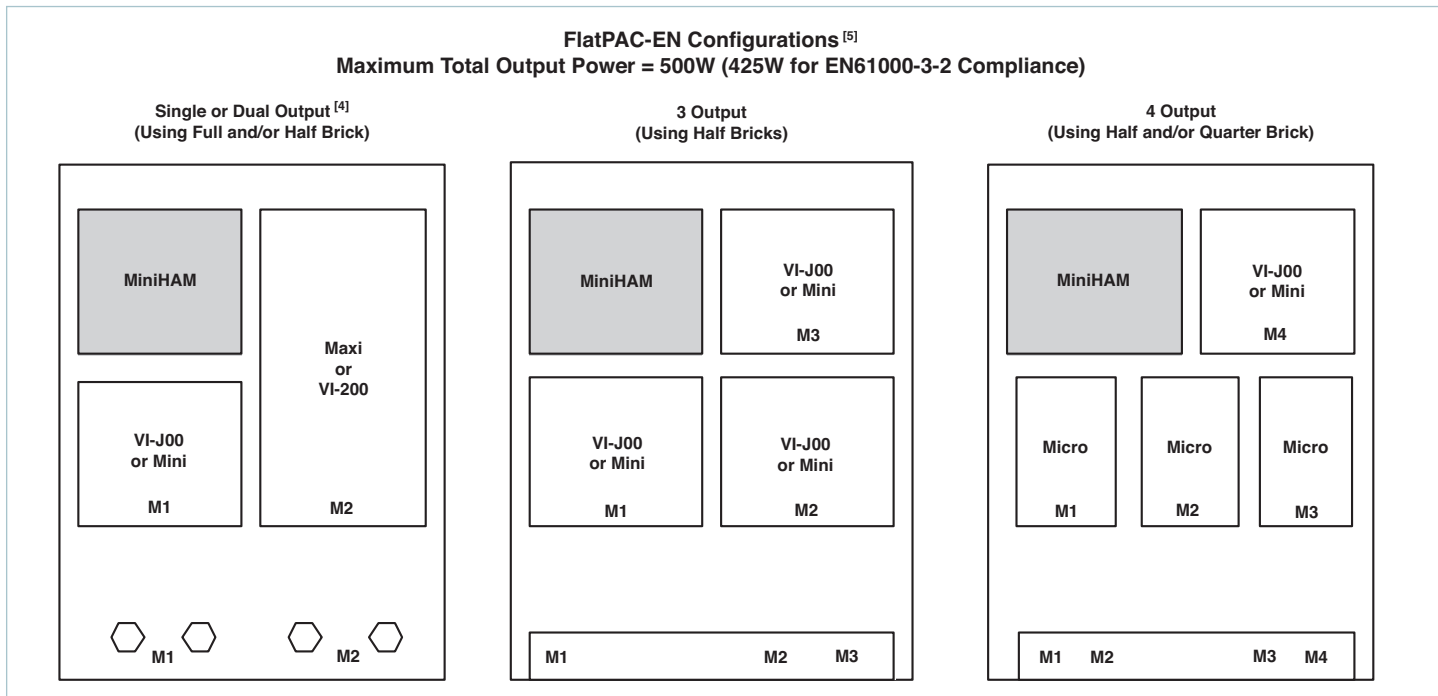 FlatPAC-EN Configurations [5]
Maximum Total Output Power = 500W (425W for EN61000-3-2 Compliance)
Single or Dual Output [4]
(Using Full and/or Half Brick)
MiniHAM
Maxi
or
VI-200
VI-J00
or Mini
M1
M2
M1
M2
3 Output
(Using Half Bricks)
MiniHAM
VI-J00
or Mini
M3
VI-J00
or Mini
M1
VI-J00
or Mini
M2
M1
M2
M3
4 Output
(Using Half and/or Quarter Brick)
MiniHAM
VI-J00
or Mini
M4
Micro
M1
Micro
M2
Micro
M3
M1
M2
M3
M4